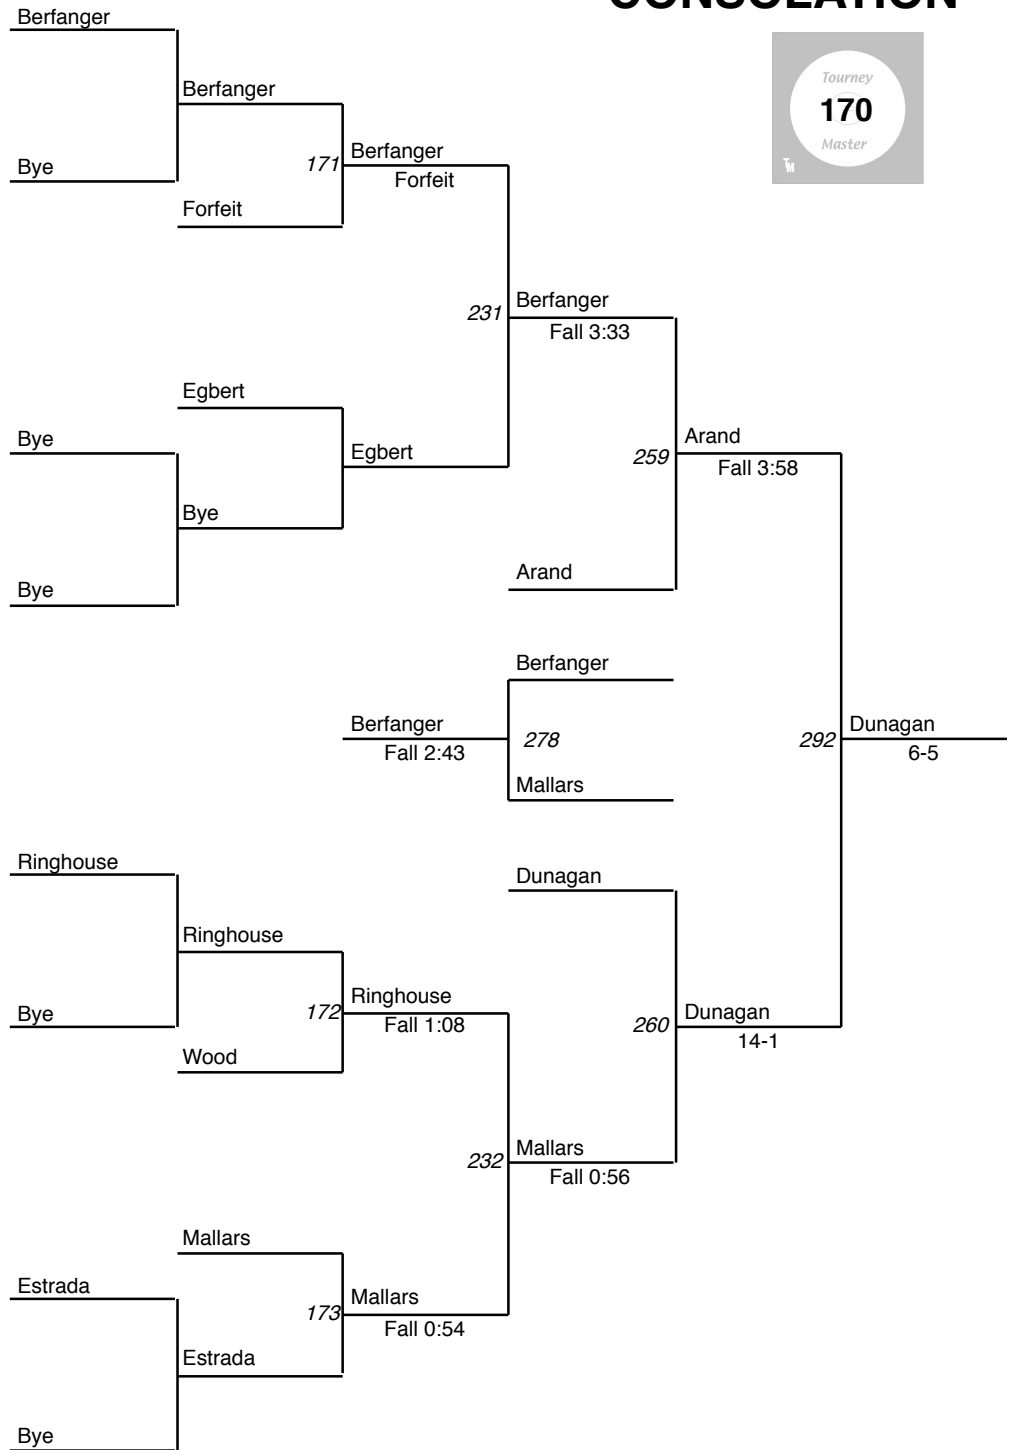 CONSOLATION
Berfanger
Tourney
170
Master
TM
Berfanger
171
Berfanger
Forfeit
Bye
Forfeit
231
Berfanger
Fall 3:33
Egbert
Bye
Egbert
259
Arand
Fall 3:58
Bye
Arand
Bye
Berfanger
Berfanger
Fall 2:43
278
292
Dunagan
6-5
Mallars
Ringhouse
Dunagan
Ringhouse
172
Ringhouse
Fall 1:08
260
Dunagan
14-1
Bye
Wood
232
Mallars
Fall 0:56
Mallars
Estrada
173
Mallars
Fall 0:54
Estrada
Bye